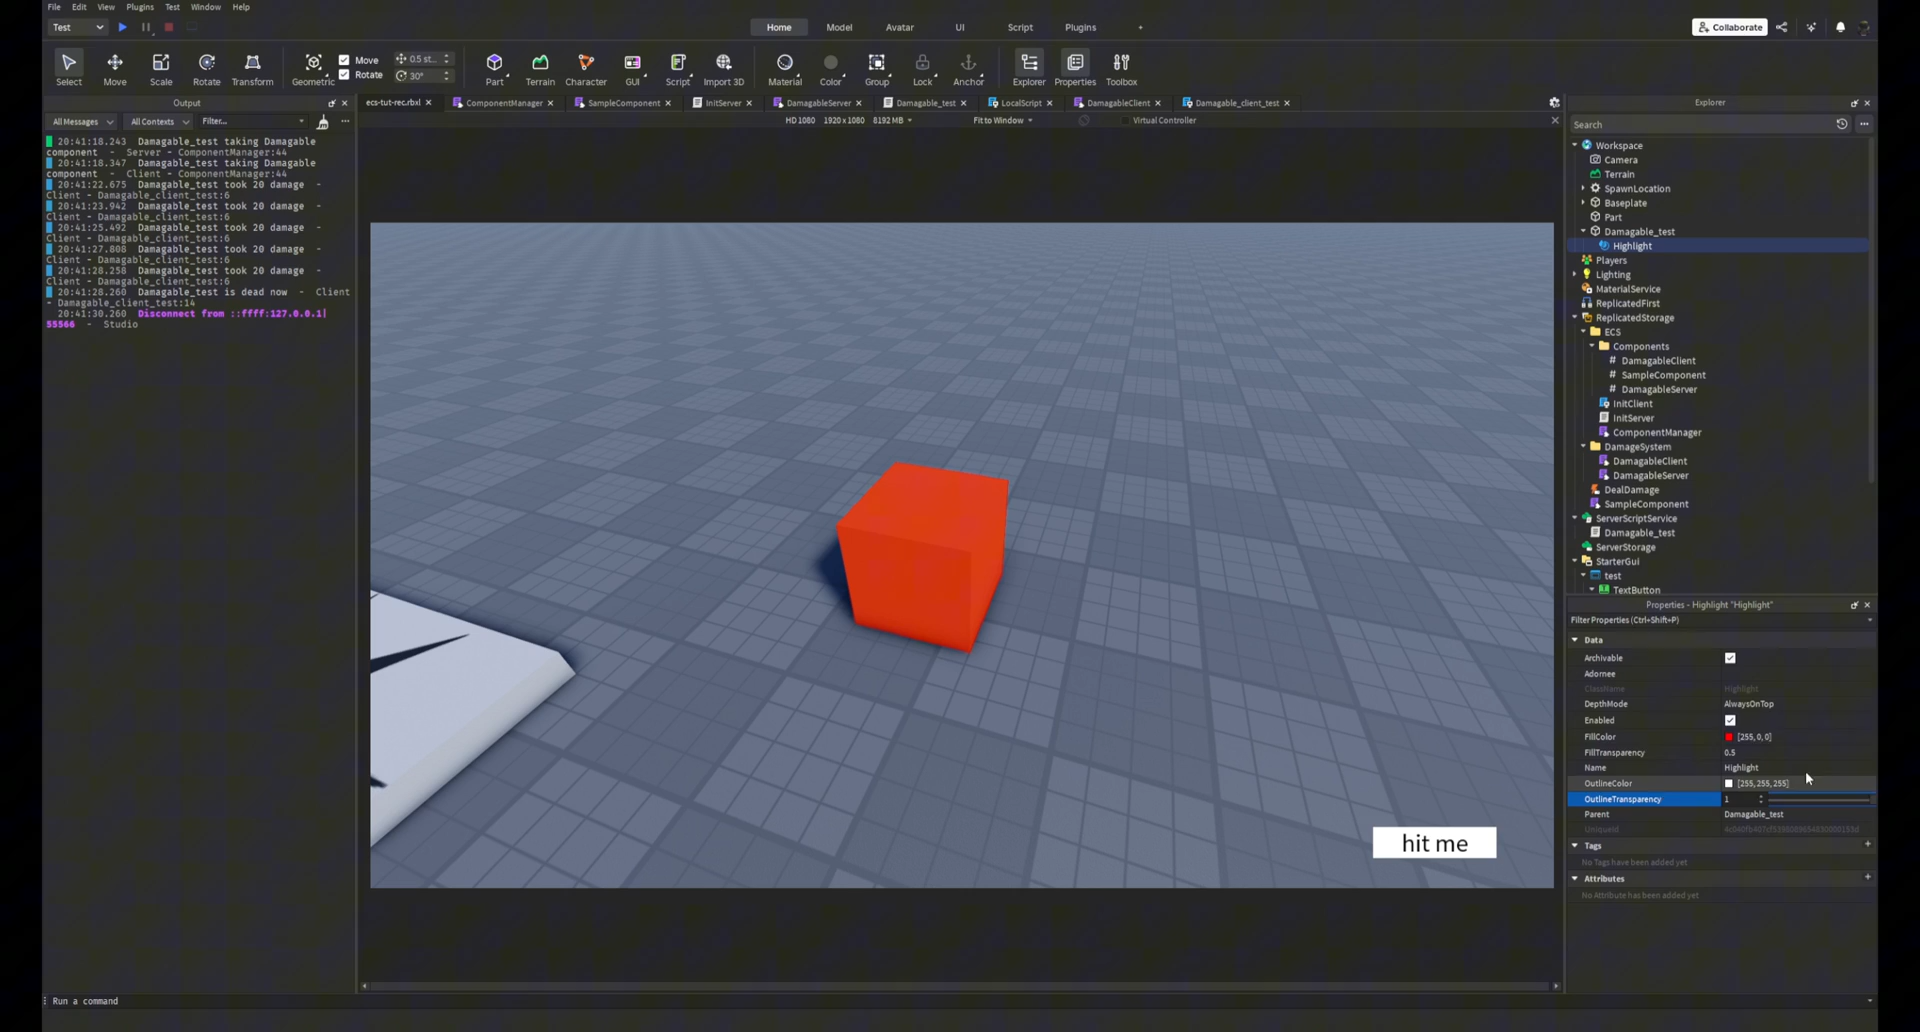 File Edit View Plugins Test Window Help
Test
Home Model Avatar UI Script Plugins +
Collaborate
Select Move Scale Rotate Transform
Geometric
Move 0.5 st...
Rotate 30°
Part Terrain Character GUI Script Import 3D
Material Color Group Lock Anchor
Explorer Properties Toolbox
Output
All Messages All Contexts Filter...
20:41:18.243 Damagable_test taking Damagable
component - Server - ComponentManager:44
20:41:18.347 Damagable_test taking Damagable
component - Client - ComponentManager:44
20:41:22.675 Damagable_test took 20 damage -
Client - Damagable_client_test:6
20:41:23.942 Damagable_test took 20 damage -
Client - Damagable_client_test:6
20:41:25.492 Damagable_test took 20 damage -
Client - Damagable_client_test:6
20:41:27.808 Damagable_test took 20 damage -
Client - Damagable_client_test:6
20:41:28.258 Damagable_test took 20 damage -
Client - Damagable_client_test:6
20:41:28.260 Damagable_test is dead now - Client
- Damagable_client_test:14
20:41:30.260 Disconnect from ::ffff:127.0.0.1|
55566 - Studio
ecs-tut-rec.rbxl ComponentManager SampleComponent InitServer DamagableServer Damagable_test LocalScript DamagableClient Damagable_client_test
HD 1080 1920 x 1080 8192 MB Fit to Window Virtual Controller
hit me
Explorer
Search
Workspace
Camera
Terrain
SpawnLocation
Baseplate
Part
Damagable_test
Highlight
Players
Lighting
MaterialService
ReplicatedFirst
ReplicatedStorage
ECS
Components
# DamagableClient
# SampleComponent
# DamagableServer
InitClient
InitServer
ComponentManager
DamageSystem
DamagableClient
DamagableServer
DealDamage
SampleComponent
ServerScriptService
Damagable_test
ServerStorage
StarterGui
test
TextButton
Properties - Highlight "Highlight"
Filter Properties (Ctrl+Shift+P)
Data
Archivable
Adornee
ClassName Highlight
DepthMode AlwaysOnTop
Enabled
FillColor [255, 0, 0]
FillTransparency 0.5
Name Highlight
OutlineColor [255, 255, 255]
OutlineTransparency 1
Parent Damagable_test
UniqueId
Tags +
No Tags have been added yet
Attributes +
No Attribute has been added yet
Run a command